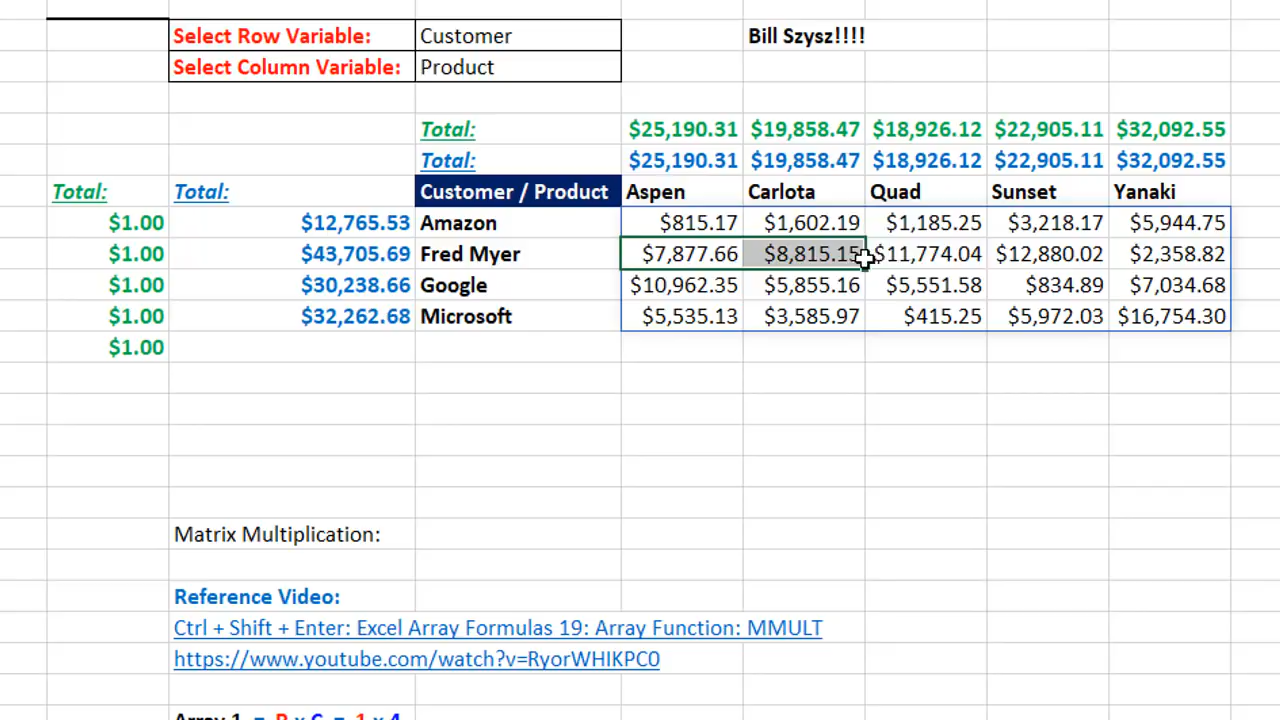 Select Row Variable: Customer Bill Szysz!!!!
Select Column Variable: Product
Total: $25,190.31 $19,858.47 $18,926.12 $22,905.11 $32,092.55
Total: $25,190.31 $19,858.47 $18,926.12 $22,905.11 $32,092.55
Total: Total: Customer / Product Aspen Carlota Quad Sunset Yanaki
$1.00 $12,765.53 Amazon $815.17 $1,602.19 $1,185.25 $3,218.17 $5,944.75
$1.00 $43,705.69 Fred Myer $7,877.66 $8,815.15 $11,774.04 $12,880.02 $2,358.82
$1.00 $30,238.66 Google $10,962.35 $5,855.16 $5,551.58 $834.89 $7,034.68
$1.00 $32,262.68 Microsoft $5,535.13 $3,585.97 $415.25 $5,972.03 $16,754.30
$1.00
Matrix Multiplication:
Reference Video:
Ctrl + Shift + Enter: Excel Array Formulas 19: Array Function: MMULT
https://www.youtube.com/watch?v=RyorWHIKPC0
Array 1 = R x C = 1 x 4